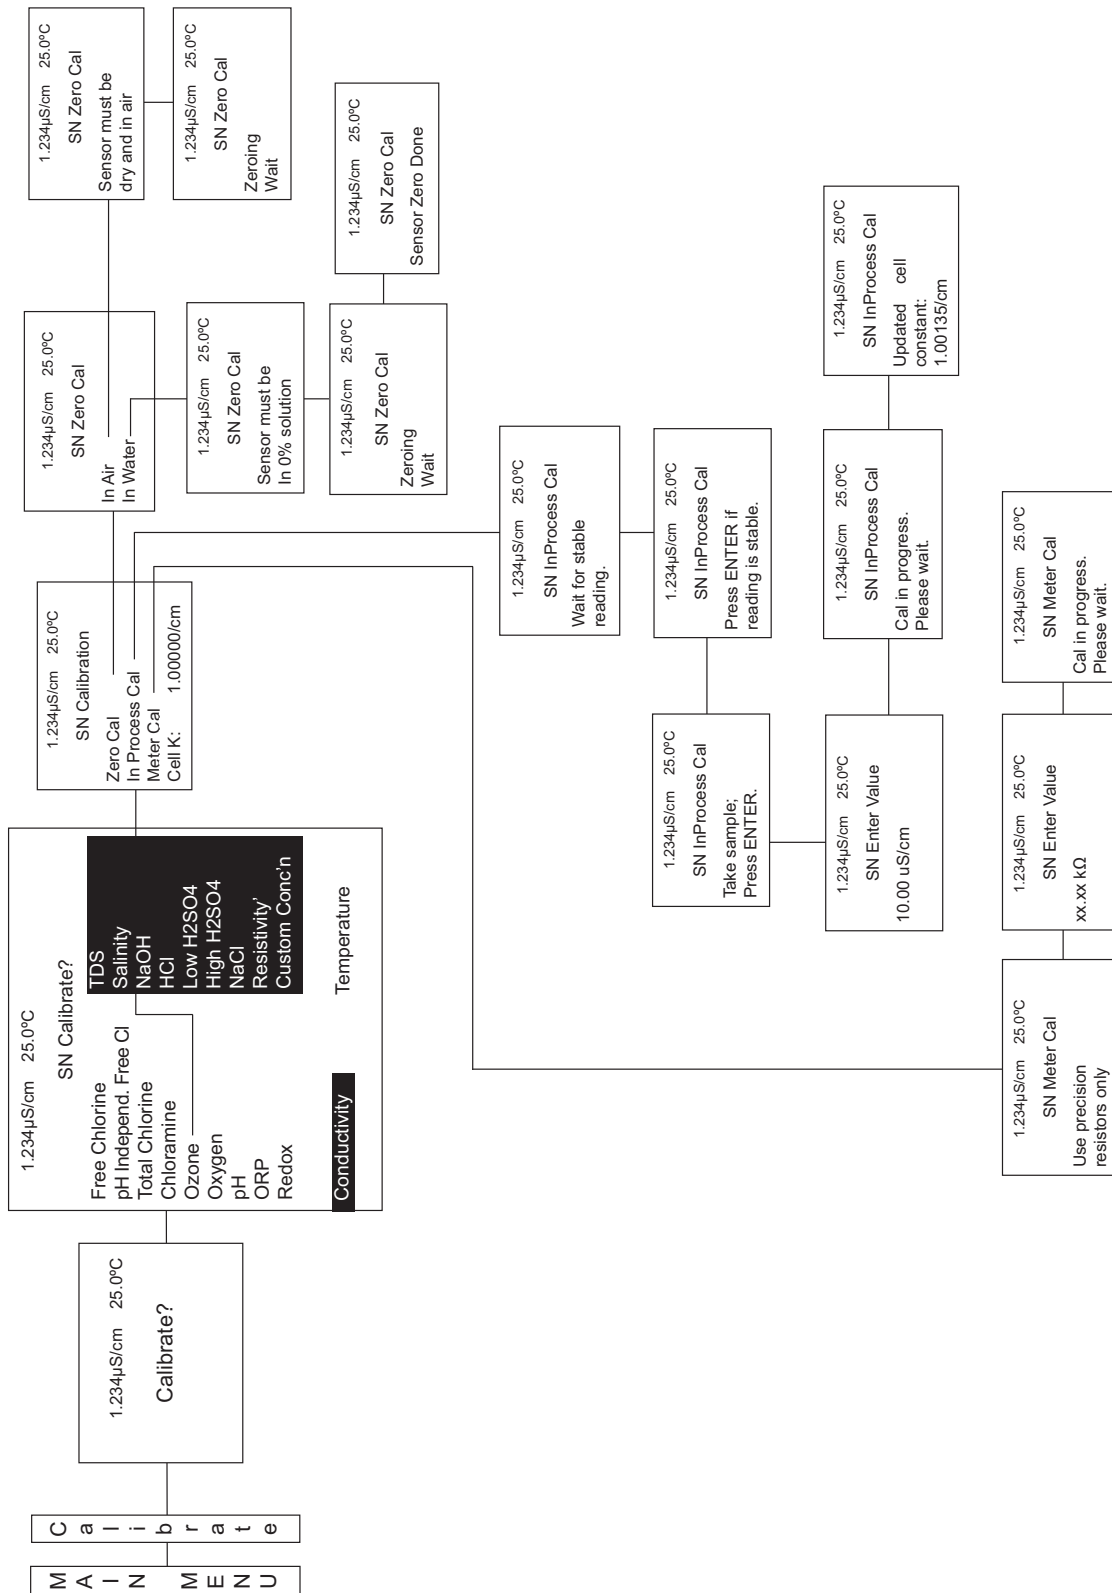 MAIN MENU
Calibrate
1.234µS/cm 25.0ºC
Calibrate?
1.234µS/cm 25.0ºC
SN Calibrate?
Free Chlorine
pH Independ. Free Cl
Total Chlorine
Chloramine
Ozone
Oxygen
pH
ORP
Redox
Conductivity
TDS
Salinity
NaOH
HCl
Low H2SO4
High H2SO4
NaCl
Resistivity'
Custom Conc'n
Temperature
1.234µS/cm 25.0ºC
SN Calibration
Zero Cal
In Process Cal
Meter Cal
Cell K: 1.00000/cm
1.234µS/cm 25.0ºC
SN Zero Cal
In Air
In Water
1.234µS/cm 25.0ºC
SN Zero Cal
Sensor must be
dry and in air
1.234µS/cm 25.0ºC
SN Zero Cal
Zeroing
Wait
1.234µS/cm 25.0ºC
SN Zero Cal
Sensor must be
In 0% solution
1.234µS/cm 25.0ºC
SN Zero Cal
Zeroing
Wait
1.234µS/cm 25.0ºC
SN Zero Cal
Sensor Zero Done
1.234µS/cm 25.0ºC
SN InProcess Cal
Wait for stable
reading.
1.234µS/cm 25.0ºC
SN InProcess Cal
Press ENTER if
reading is stable.
1.234µS/cm 25.0ºC
SN InProcess Cal
Take sample;
Press ENTER.
1.234µS/cm 25.0ºC
SN Enter Value
10.00 uS/cm
1.234µS/cm 25.0ºC
SN InProcess Cal
Cal in progress.
Please wait.
1.234µS/cm 25.0ºC
SN InProcess Cal
Updated cell
constant:
1.00135/cm
1.234µS/cm 25.0ºC
SN Meter Cal
Use precision
resistors only
1.234µS/cm 25.0ºC
SN Enter Value
xx.xx kΩ
1.234µS/cm 25.0ºC
SN Meter Cal
Cal in progress.
Please wait.